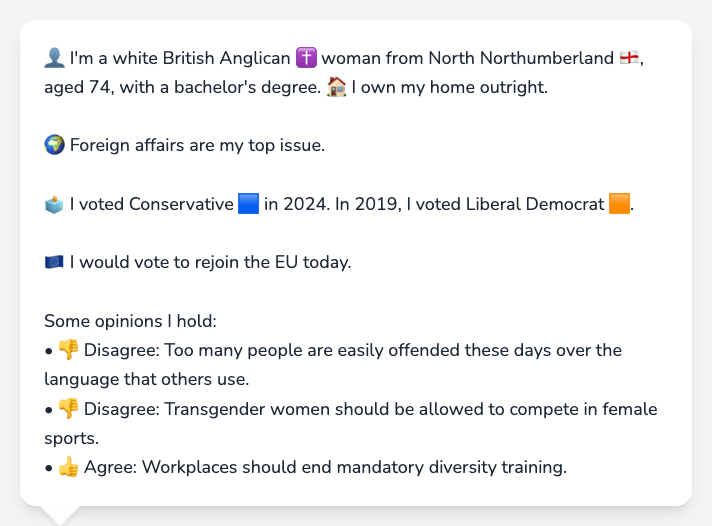 👤 I'm a white British Anglican ✝️ woman from North Northumberland 🏴󠁧󠁢󠁥󠁮󠁧󠁿,
aged 74, with a bachelor's degree. 🏠 I own my home outright.
🌍 Foreign affairs are my top issue.
🗳️ I voted Conservative 🟦 in 2024. In 2019, I voted Liberal Democrat 🟧.
🇪🇺 I would vote to rejoin the EU today.
Some opinions I hold:
• 👎 Disagree: Too many people are easily offended these days over the
language that others use.
• 👎 Disagree: Transgender women should be allowed to compete in female
sports.
• 👍 Agree: Workplaces should end mandatory diversity training.